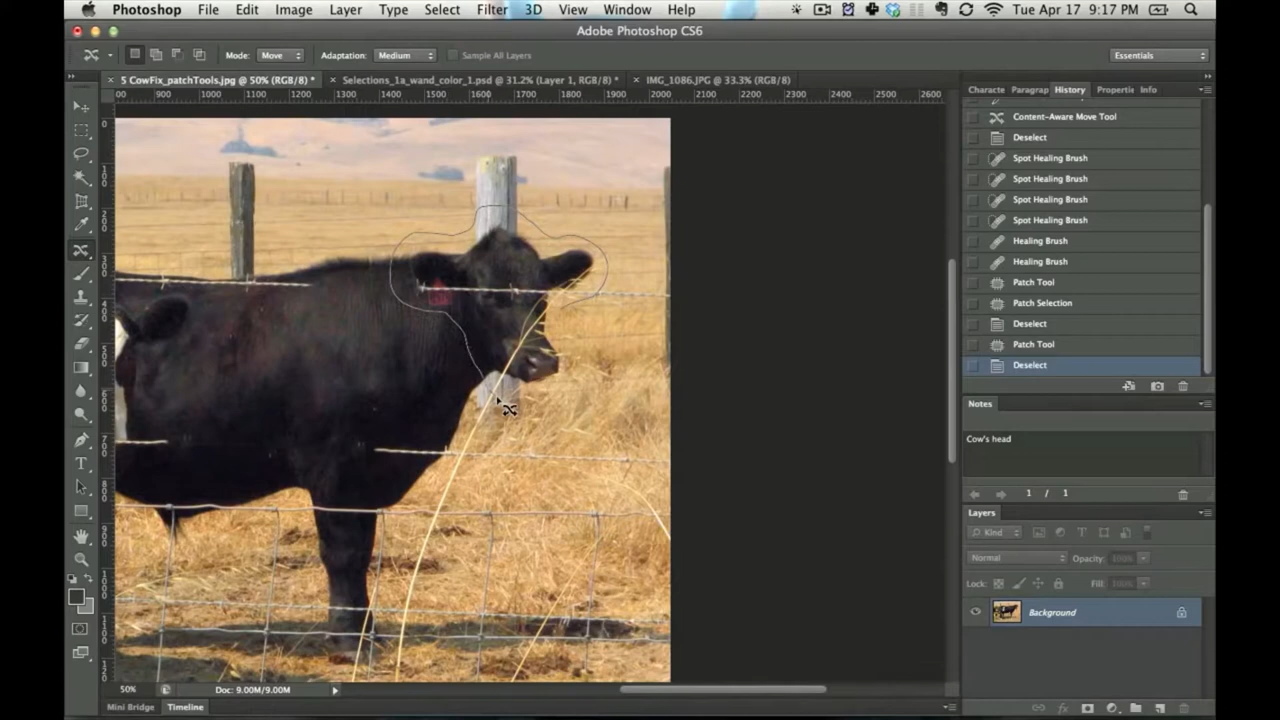 Photoshop File Edit Image Layer Type Select Filter 3D View Window Help Tue Apr 17 9:17 PM
Adobe Photoshop CS6
Mode: Move Adaptation: Medium Sample All Layers Essentials
× 5 CowFix_patchTools.jpg @ 50% (RGB/8) * × Selections_1a_wand_color_1.psd @ 31.2% (Layer 1, RGB/8) * × IMG_1086.JPG @ 33.3% (RGB/8)
Characte Paragrap History Propertie Info
900 1000 1100 1200 1300 1400 1500 1600 1700 1800 1900 2000 2100 2200 2300 2400 2500 2600
Content-Aware Move Tool
Deselect
Spot Healing Brush
Spot Healing Brush
Spot Healing Brush
Spot Healing Brush
Healing Brush
Healing Brush
Patch Tool
Patch Selection
Deselect
Patch Tool
Deselect
Notes
Cow's head
1 / 1
Layers
Kind
Normal Opacity: 100%
Lock: Fill: 100%
Background
50% Doc: 9.00M/9.00M
Mini Bridge Timeline